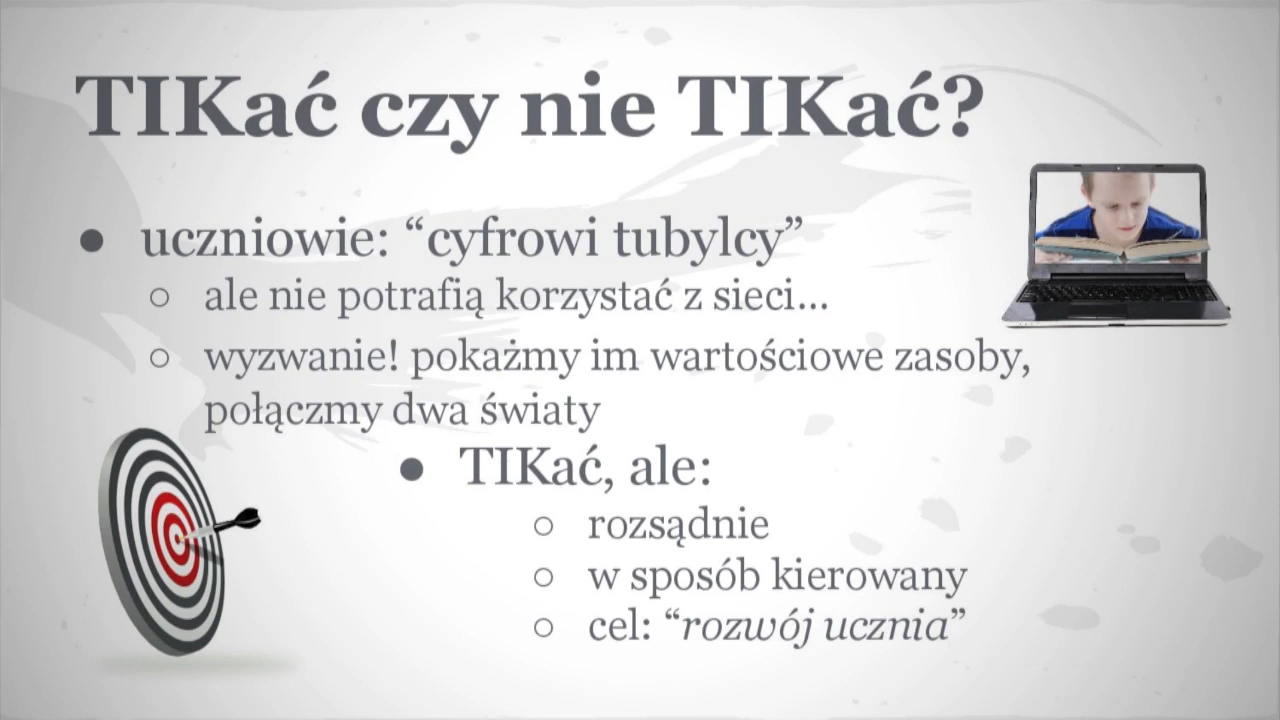 TIKać czy nie TIKać?
● uczniowie: “cyfrowi tubylcy”
○ ale nie potrafią korzystać z sieci...
○ wyzwanie! pokażmy im wartościowe zasoby,
połączmy dwa światy
● TIKać, ale:
○ rozsądnie
○ w sposób kierowany
○ cel: “rozwój ucznia”